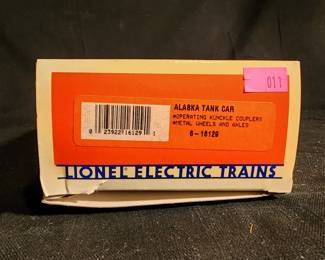 011
ALASKA TANK CAR
*OPERATING KUNCKLE COUPLERS
*METAL WHEELS AND AXLES
6-16129
0 23922 16129 1
LIONEL ELECTRIC TRAINS